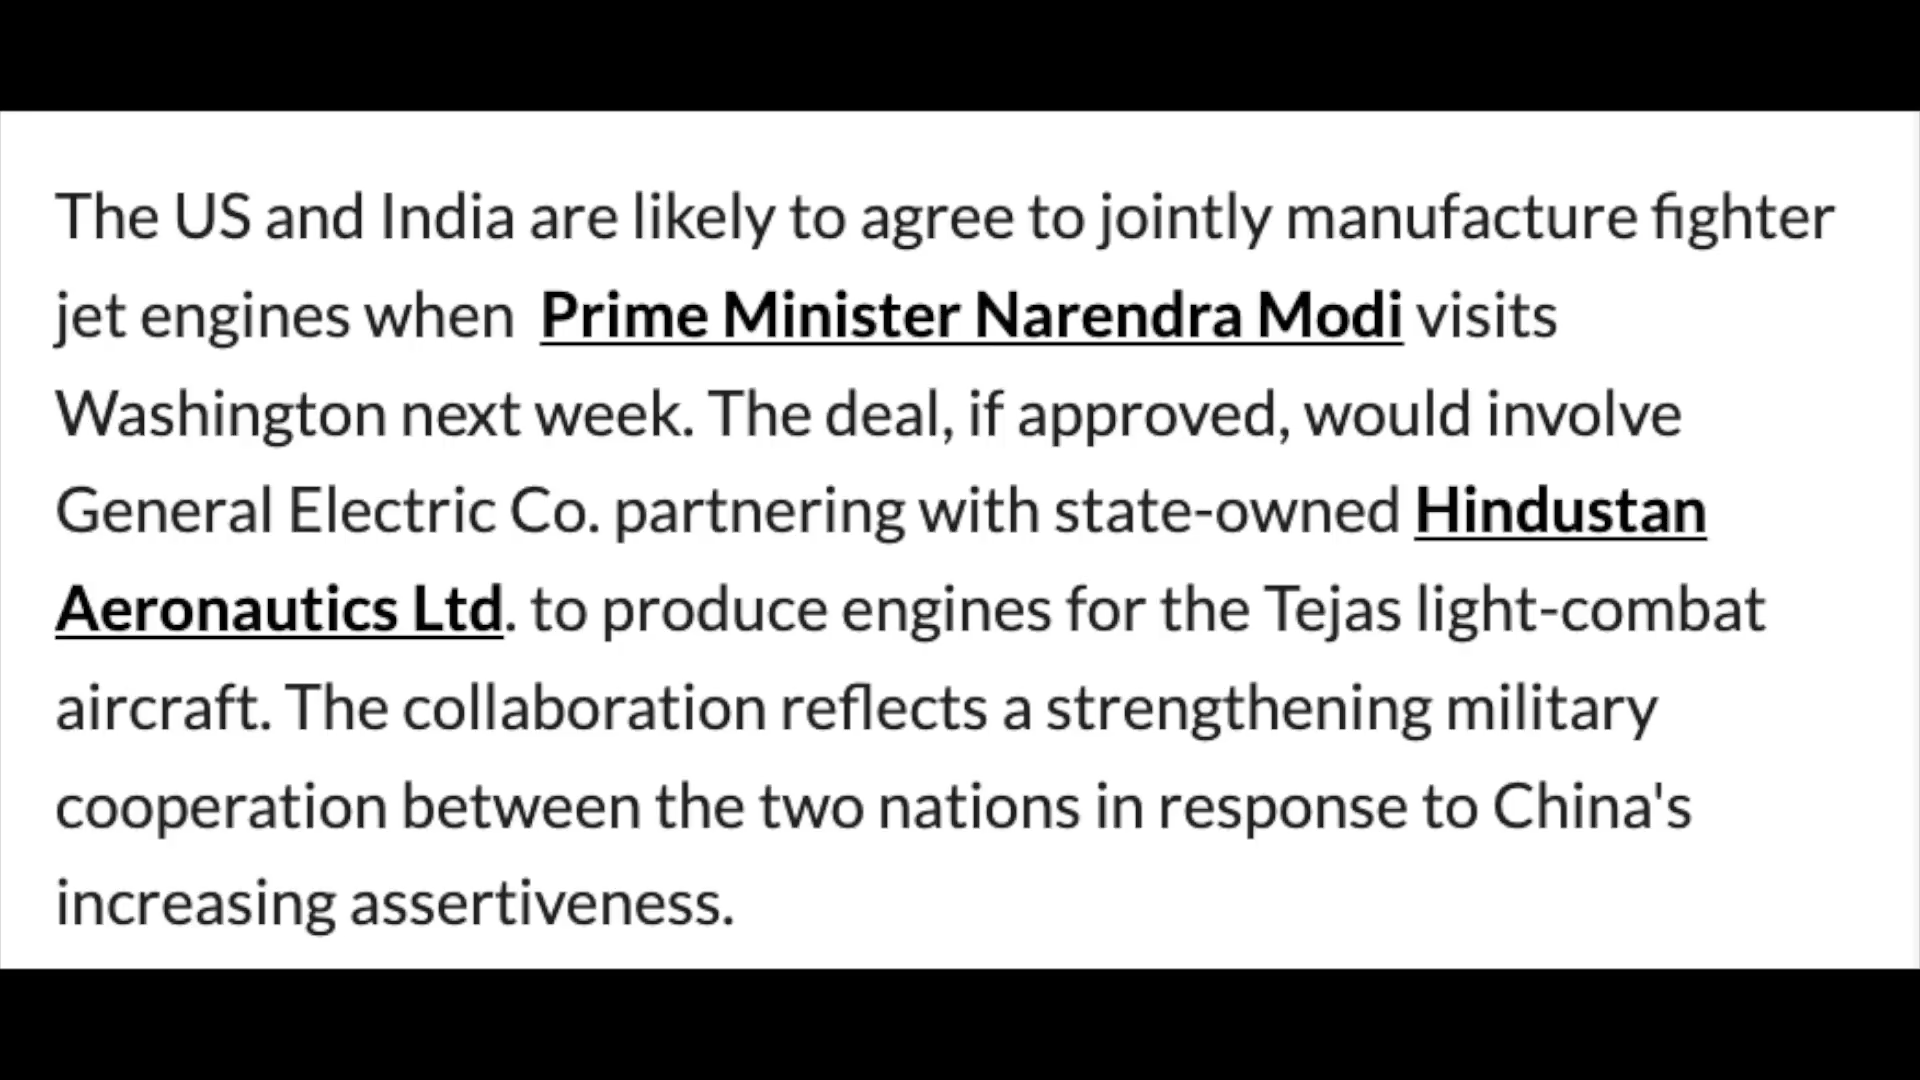 The US and India are likely to agree to jointly manufacture fighter
jet engines when Prime Minister Narendra Modi visits
Washington next week. The deal, if approved, would involve
General Electric Co. partnering with state-owned Hindustan
Aeronautics Ltd. to produce engines for the Tejas light-combat
aircraft. The collaboration reflects a strengthening military
cooperation between the two nations in response to China's
increasing assertiveness.